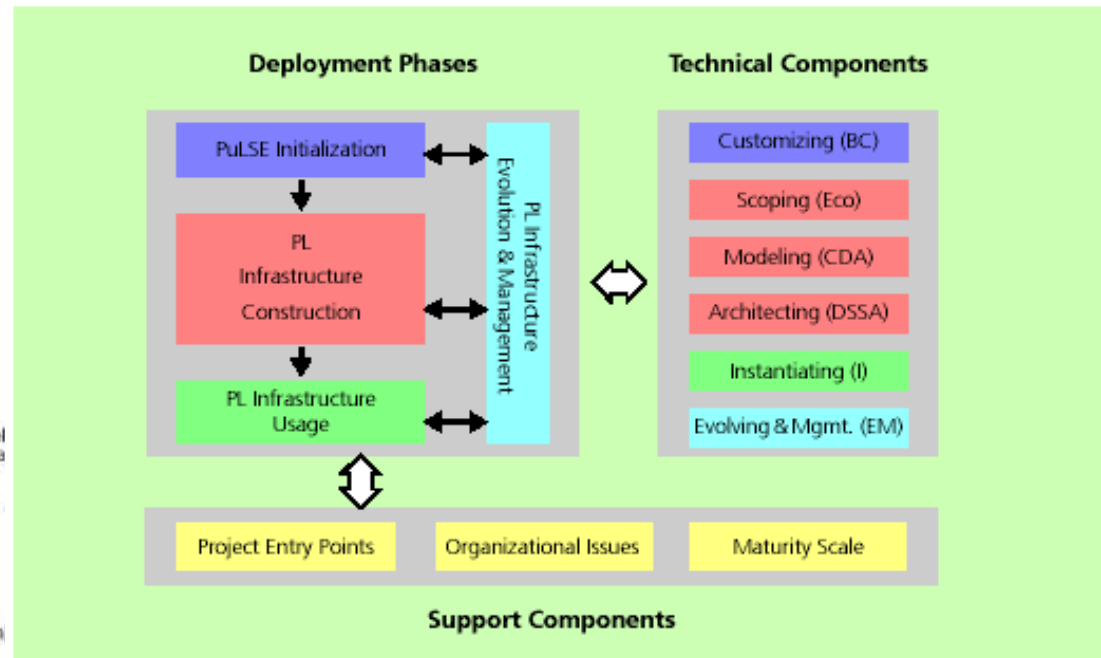 Deployment Phases
Technical Components
PuLSE Initialization
PL
Infrastructure
Construction
PL Infrastructure
Usage
PL Infrastructure
Evolution & Management
Customizing (BC)
Scoping (Eco)
Modeling (CDA)
Architecting (DSSA)
Instantiating (I)
Evolving & Mgmt. (EM)
Project Entry Points
Organizational Issues
Maturity Scale
Support Components